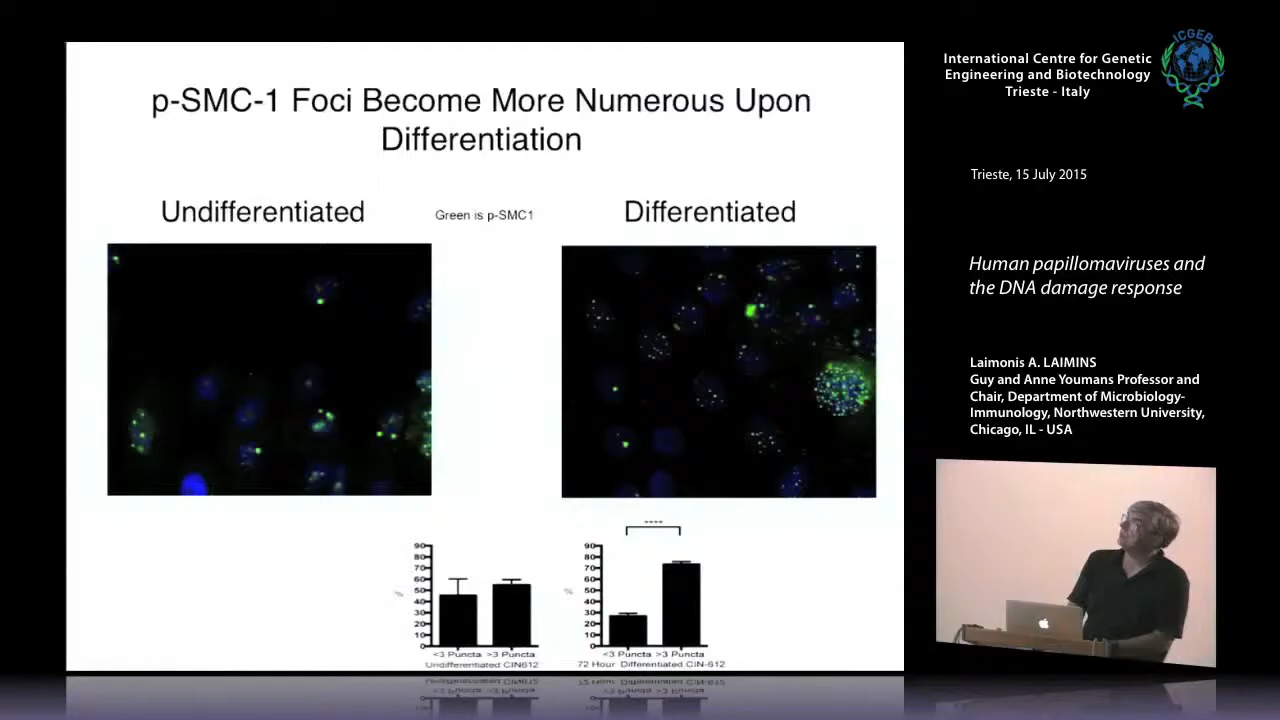 p-SMC-1 Foci Become More Numerous Upon
Differentiation
Undifferentiated
Green is p-SMC1
Differentiated
90
80
70
60
50
40
30
20
10
0
%
<3 Puncta >3 Puncta
Undifferentiated CIN612
****
90
80
70
60
50
40
30
20
10
0
%
<3 Puncta >3 Puncta
72 Hour Differentiated CIN-612
International Centre for Genetic
Engineering and Biotechnology
Trieste - Italy
ICGEB
Trieste, 15 July 2015
Human papillomaviruses and
the DNA damage response
Laimonis A. LAIMINS
Guy and Anne Youmans Professor and
Chair, Department of Microbiology-
Immunology, Northwestern University,
Chicago, IL - USA